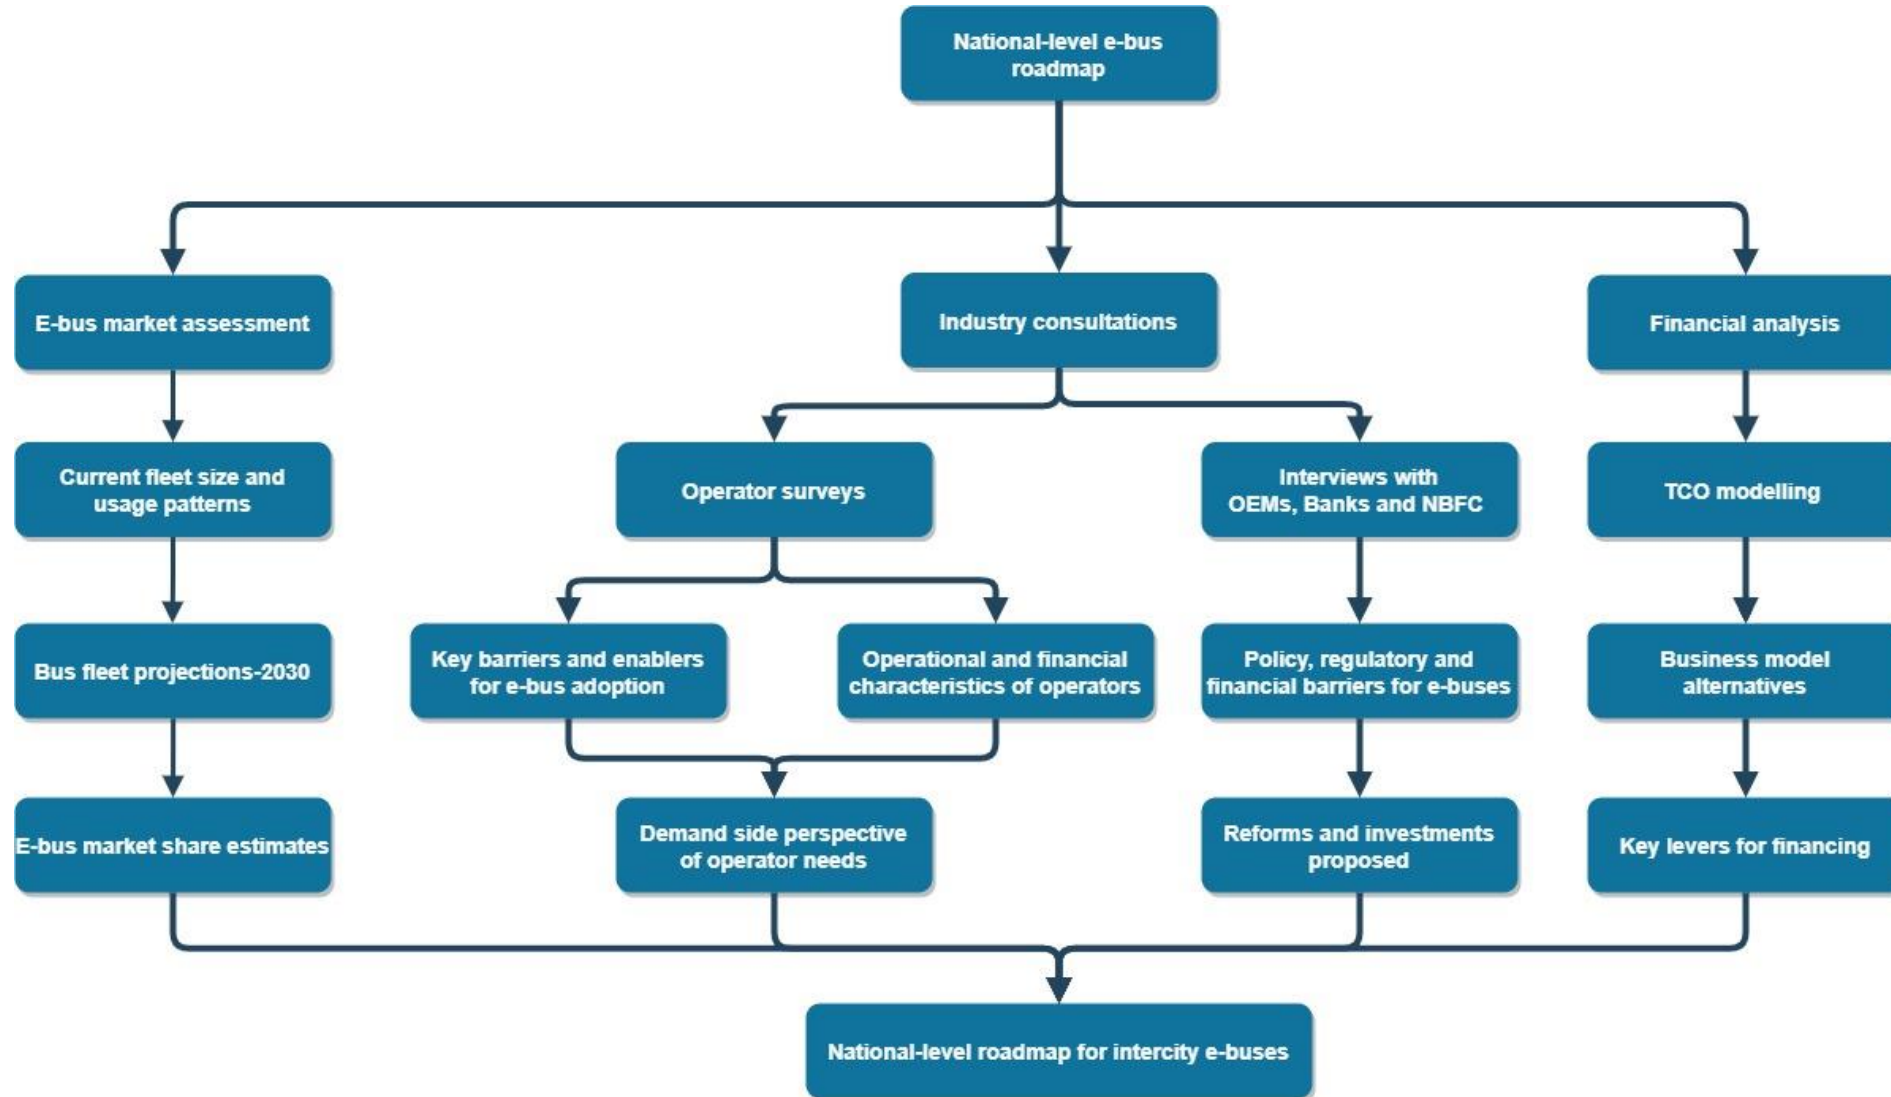 National-level e-bus
roadmap
E-bus market assessment
Industry consultations
Financial analysis
Current fleet size and
usage patterns
Operator surveys
Interviews with
OEMs, Banks and NBFC
TCO modelling
Bus fleet projections-2030
Key barriers and enablers
for e-bus adoption
Operational and financial
characteristics of operators
Policy, regulatory and
financial barriers for e-buses
Business model
alternatives
E-bus market share estimates
Demand side perspective
of operator needs
Reforms and investments
proposed
Key levers for financing
National-level roadmap for intercity e-buses